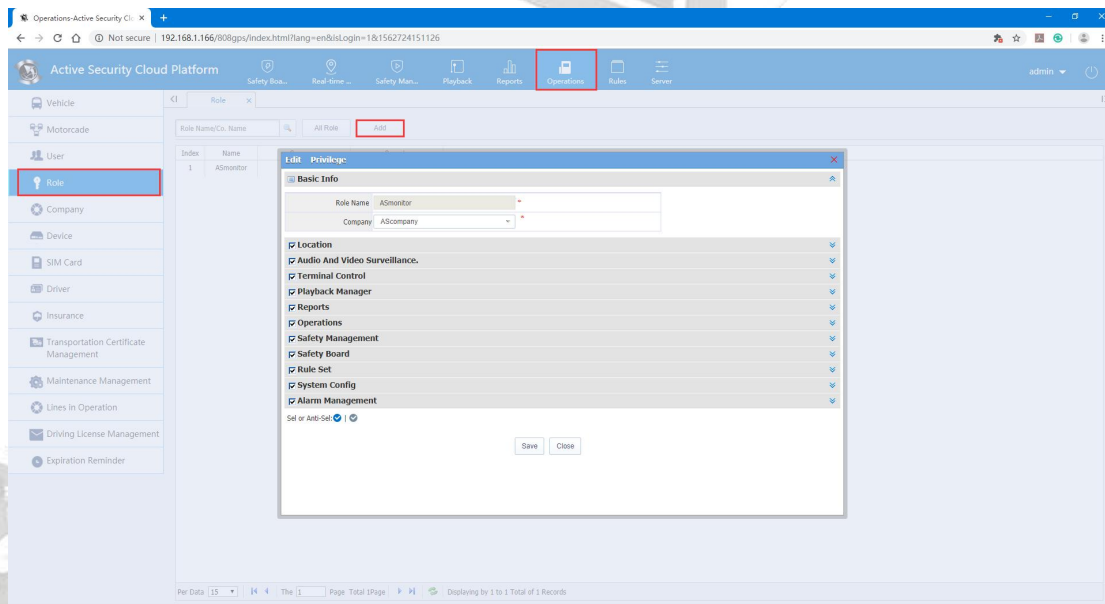 Operations-Active Security Clo
Not secure | 192.168.1.166/808gps/index.html?lang=en&isLogin=1&1562724151126
Active Security Cloud Platform
Safety Boa...
Real-time ...
Safety Man...
Playback
Reports
Operations
Rules
Server
admin
Vehicle
Motorcade
User
Role
Company
Device
SIM Card
Driver
Insurance
Transportation Certificate
Management
Maintenance Management
Lines In Operation
Driving License Management
Expiration Reminder
Role
Role Name/Co. Name
All Role
Add
Index Name
1 ASmonitor
Edit Privilege
Basic Info
Role Name ASmonitor *
Company AScompany *
Location
Audio And Video Surveillance.
Terminal Control
Playback Manager
Reports
Operations
Safety Management
Safety Board
Rule Set
System Config
Alarm Management
Sel or Anti-Sel: |
Save Close
Per Data 15 The 1 Page Total 1Page Displaying by 1 to 1 Total of 1 Records